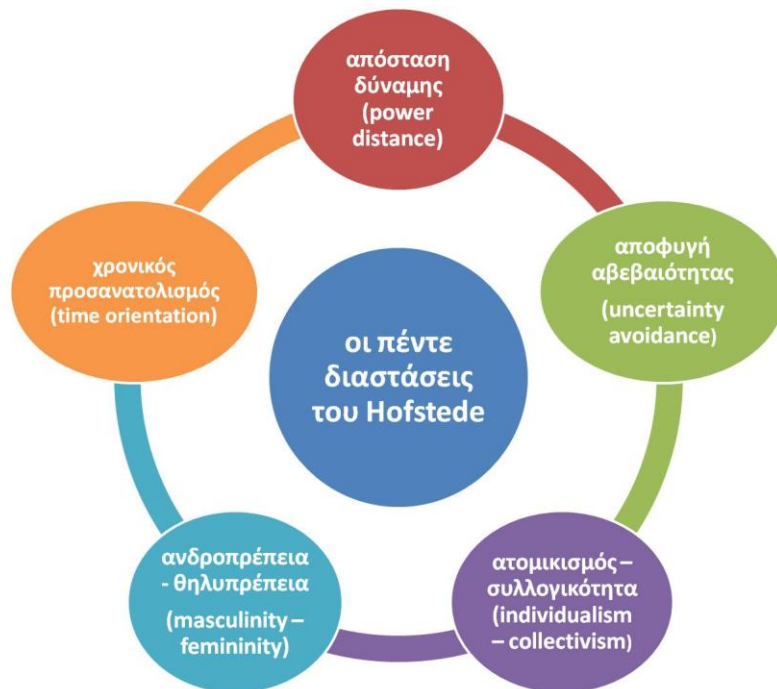 απόσταση
δύναμης
(power
distance)
αποφυγή
αβεβαιότητας
(uncertainty
avoidance)
ατομικισμός –
συλλογικότητα
(individualism
– collectivism)
ανδροπρέπεια
- θηλυπρέπεια
(masculinity –
femininity)
χρονικός
προσανατολισμός
(time orientation)
οι πέντε
διαστάσεις
του Hofstede